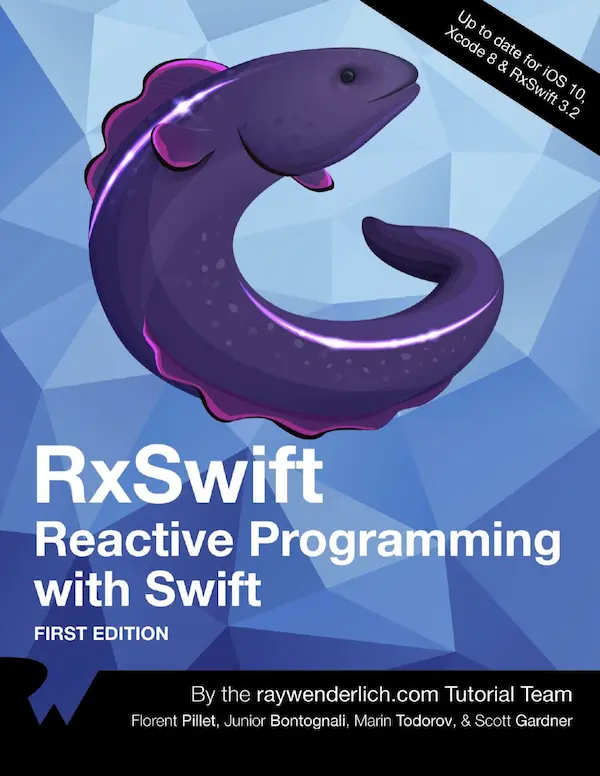 Up to date for iOS 10,
Xcode 8 & RxSwift 3.2
RxSwift
Reactive Programming
with Swift
FIRST EDITION
By the raywenderlich.com Tutorial Team
Florent Pillet, Junior Bontognali, Marin Todorov, & Scott Gardner